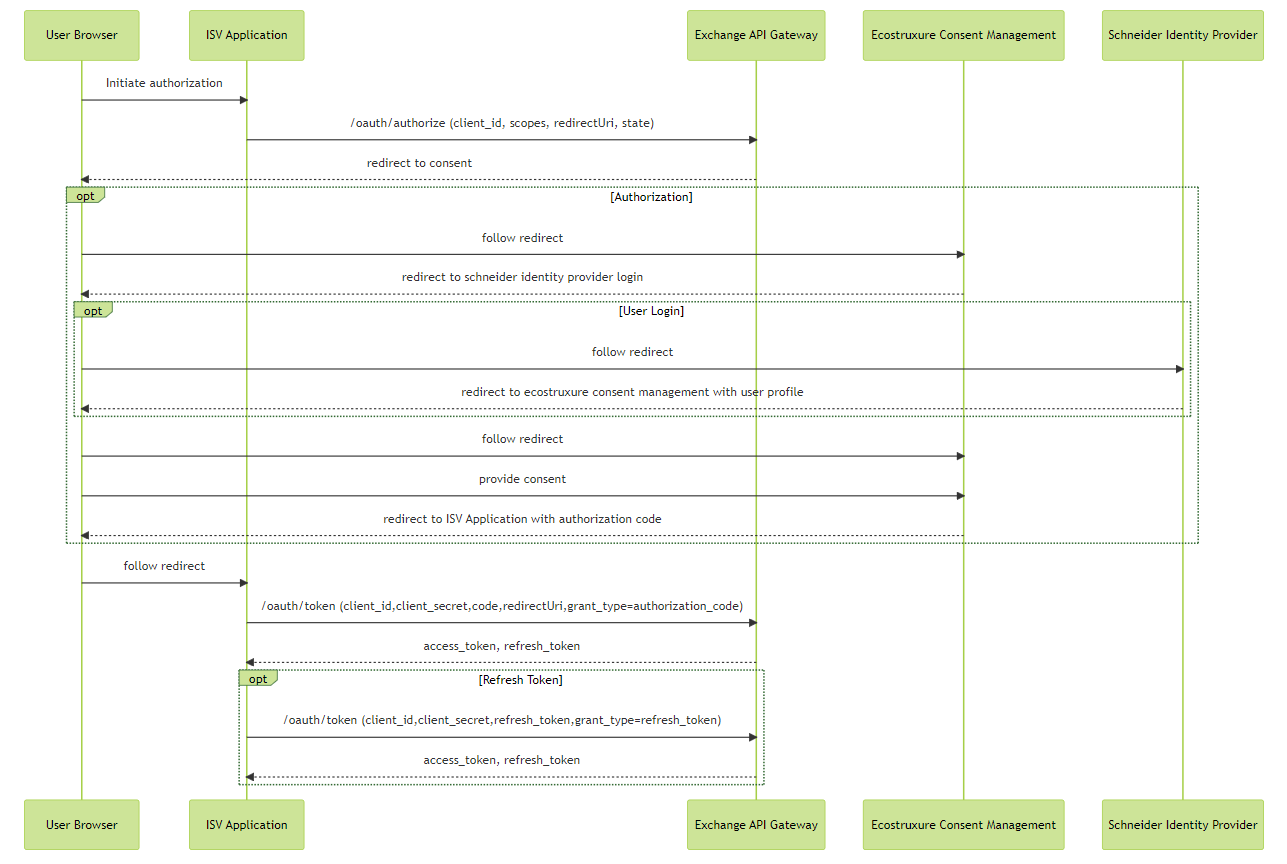 User Browser
ISV Application
Exchange API Gateway
Ecostruxure Consent Management
Schneider Identity Provider
Initiate authorization
/oauth/authorize (client_id, scopes, redirectUri, state)
redirect to consent
opt
[Authorization]
follow redirect
redirect to schneider identity provider login
opt
[User Login]
follow redirect
redirect to ecostruxure consent management with user profile
follow redirect
provide consent
redirect to ISV Application with authorization code
follow redirect
/oauth/token (client_id,client_secret,code,redirectUri,grant_type=authorization_code)
access_token, refresh_token
opt
[Refresh Token]
/oauth/token (client_id,client_secret,refresh_token,grant_type=refresh_token)
access_token, refresh_token
User Browser
ISV Application
Exchange API Gateway
Ecostruxure Consent Management
Schneider Identity Provider